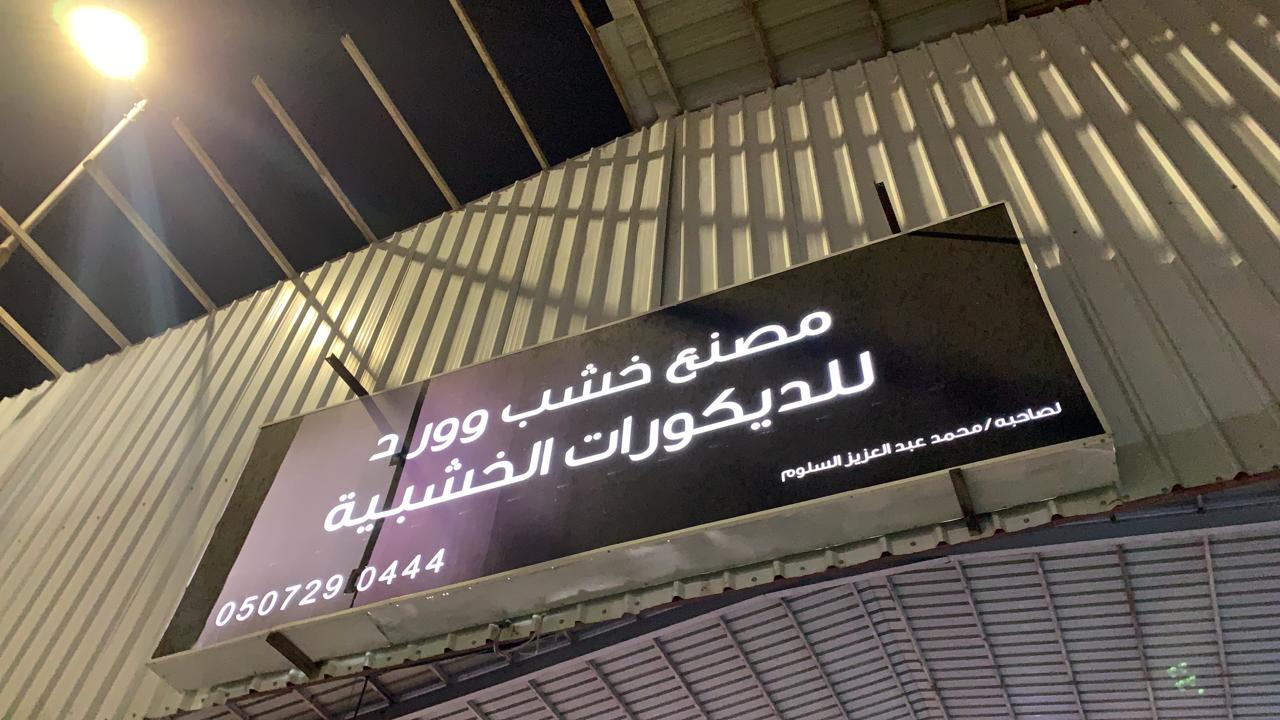 مصنع خشب وورد
للديكورات الخشبية
لصاحبه/محمد عبد العزيز السلوم
0507290444